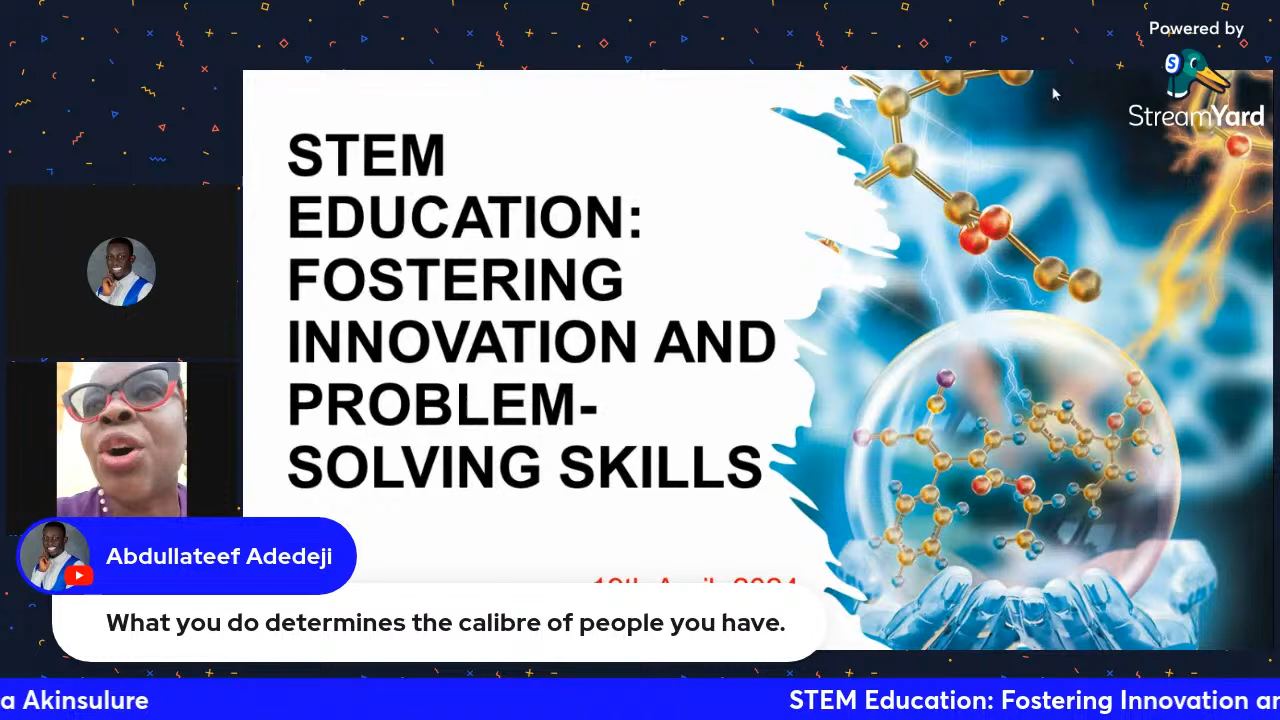 Powered by
StreamYard
STEM
EDUCATION:
FOSTERING
INNOVATION AND
PROBLEM-
SOLVING SKILLS
Abdullateef Adedeji
What you do determines the calibre of people you have.
a Akinsulure
STEM Education: Fostering Innovation